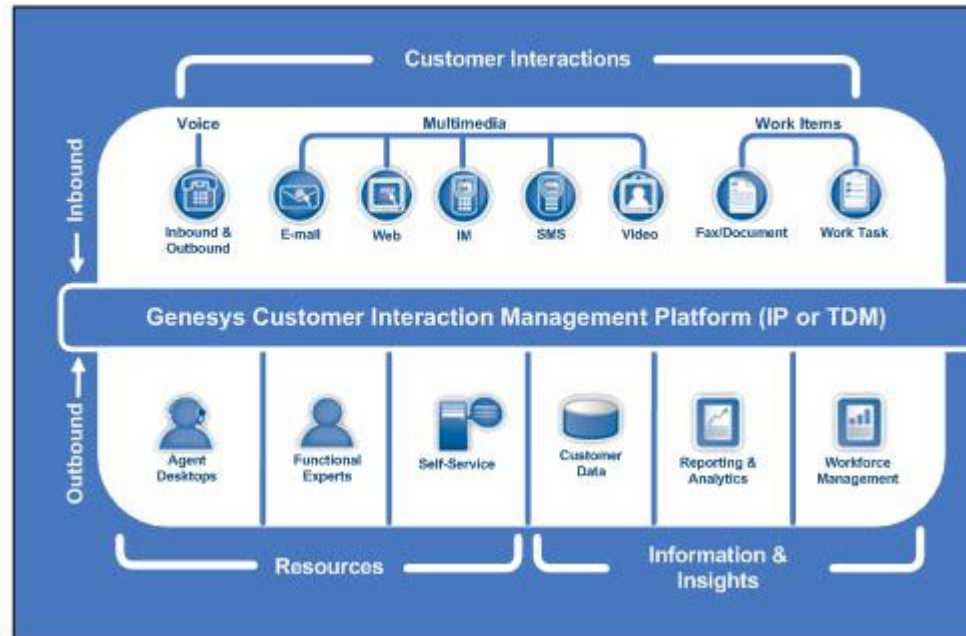 Customer Interactions
Voice
Multimedia
Work Items
Inbound
Inbound &
Outbound
E-mail
Web
IM
SMS
Video
Fax/Document
Work Task
Genesys Customer Interaction Management Platform (IP or TDM)
Outbound
Agent
Desktops
Functional
Experts
Self-Service
Customer
Data
Reporting &
Analytics
Workforce
Management
Resources
Information &
Insights